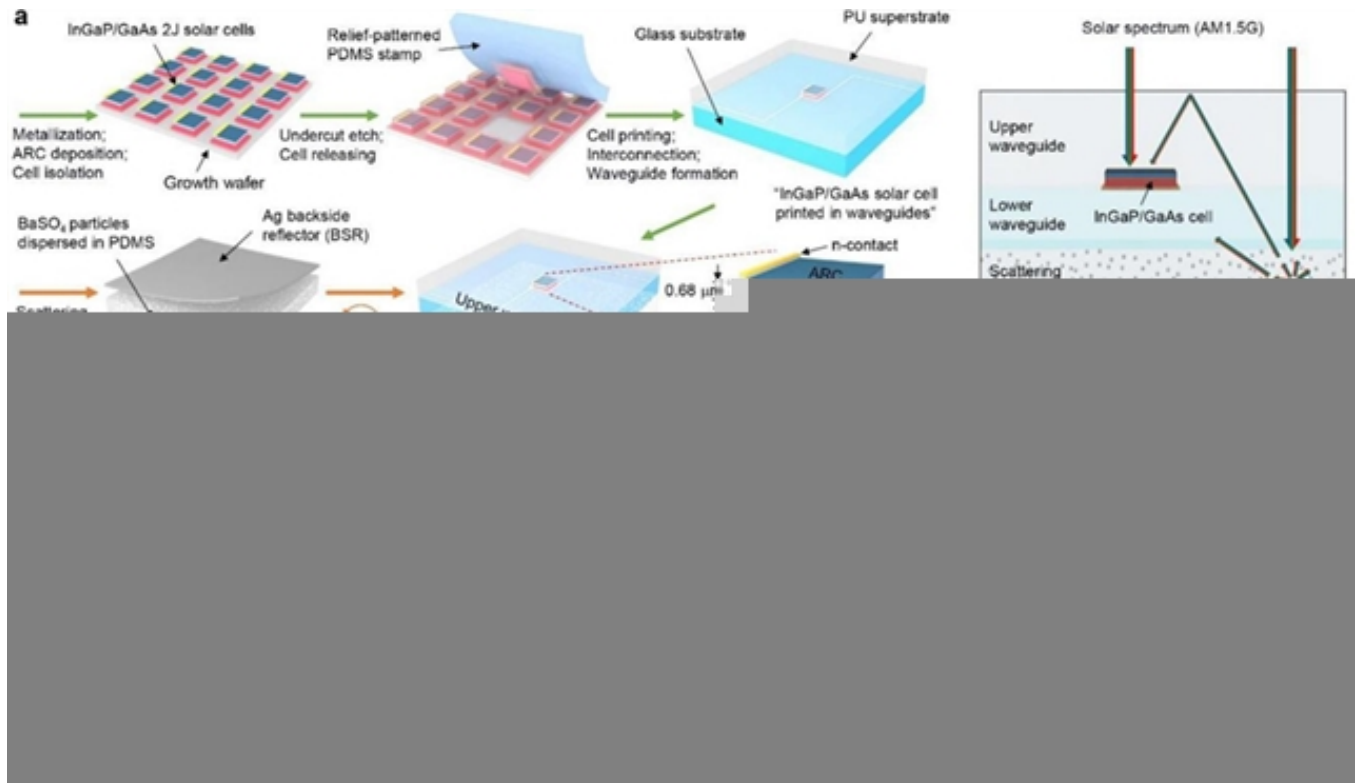 a
InGaP/GaAs 2J solar cells
Metallization;
ARC deposition;
Cell isolation
Growth wafer
Relief-patterned
PDMS stamp
Undercut etch;
Cell releasing
Glass substrate
PU superstrate
Cell printing;
Interconnection;
Waveguide formation
"InGaP/GaAs solar cell
printed in waveguides"
Solar spectrum (AM1.5G)
Upper
waveguide
InGaP/GaAs cell
Lower
waveguide
Scattering
BaSO₄ particles
dispersed in PDMS
Ag backside
reflector (BSR)
Upper
n-contact
ARC
0.68 μm